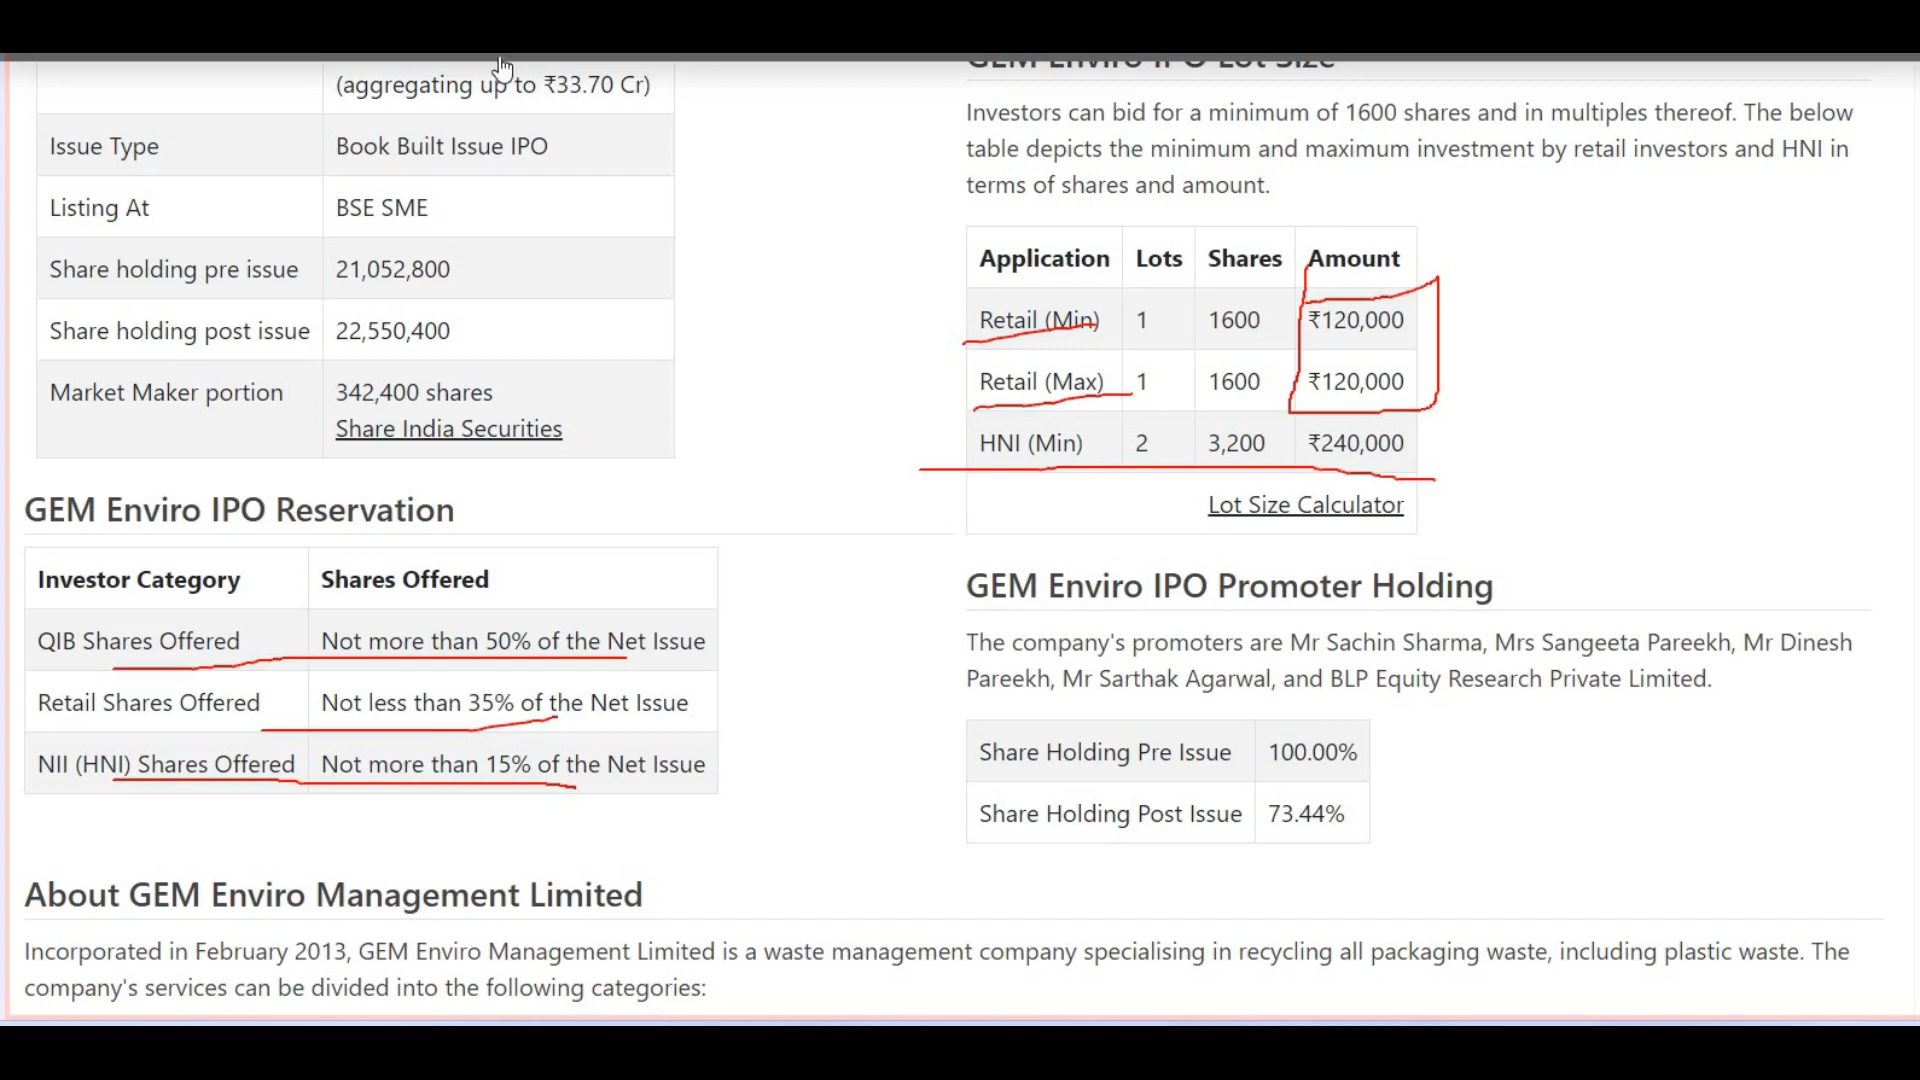 (aggregating up to ₹33.70 Cr)
Issue Type Book Built Issue IPO
Listing At BSE SME
Share holding pre issue 21,052,800
Share holding post issue 22,550,400
Market Maker portion 342,400 shares
Share India Securities
GEM Enviro IPO Reservation
Investor Category Shares Offered
QIB Shares Offered Not more than 50% of the Net Issue
Retail Shares Offered Not less than 35% of the Net Issue
NII (HNI) Shares Offered Not more than 15% of the Net Issue
GEM Enviro IPO Lot Size
Investors can bid for a minimum of 1600 shares and in multiples thereof. The below
table depicts the minimum and maximum investment by retail investors and HNI in
terms of shares and amount.
Application Lots Shares Amount
Retail (Min) 1 1600 ₹120,000
Retail (Max) 1 1600 ₹120,000
HNI (Min) 2 3,200 ₹240,000
Lot Size Calculator
GEM Enviro IPO Promoter Holding
The company's promoters are Mr Sachin Sharma, Mrs Sangeeta Pareekh, Mr Dinesh
Pareekh, Mr Sarthak Agarwal, and BLP Equity Research Private Limited.
Share Holding Pre Issue 100.00%
Share Holding Post Issue 73.44%
About GEM Enviro Management Limited
Incorporated in February 2013, GEM Enviro Management Limited is a waste management company specialising in recycling all packaging waste, including plastic waste. The
company's services can be divided into the following categories: